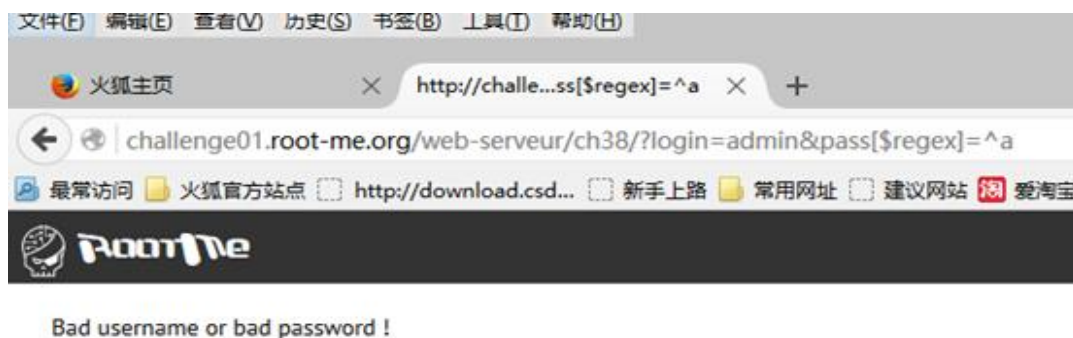 文件(F) 编辑(E) 查看(V) 历史(S) 书签(B) 工具(T) 帮助(H)
火狐主页 http://challe...ss[$regex]=^a
challenge01.root-me.org/web-serveur/ch38/?login=admin&pass[$regex]=^a
最常访问 火狐官方站点 http://download.csd... 新手上路 常用网址 建议网站 淘 爱淘宝
ROOTME
Bad username or bad password !